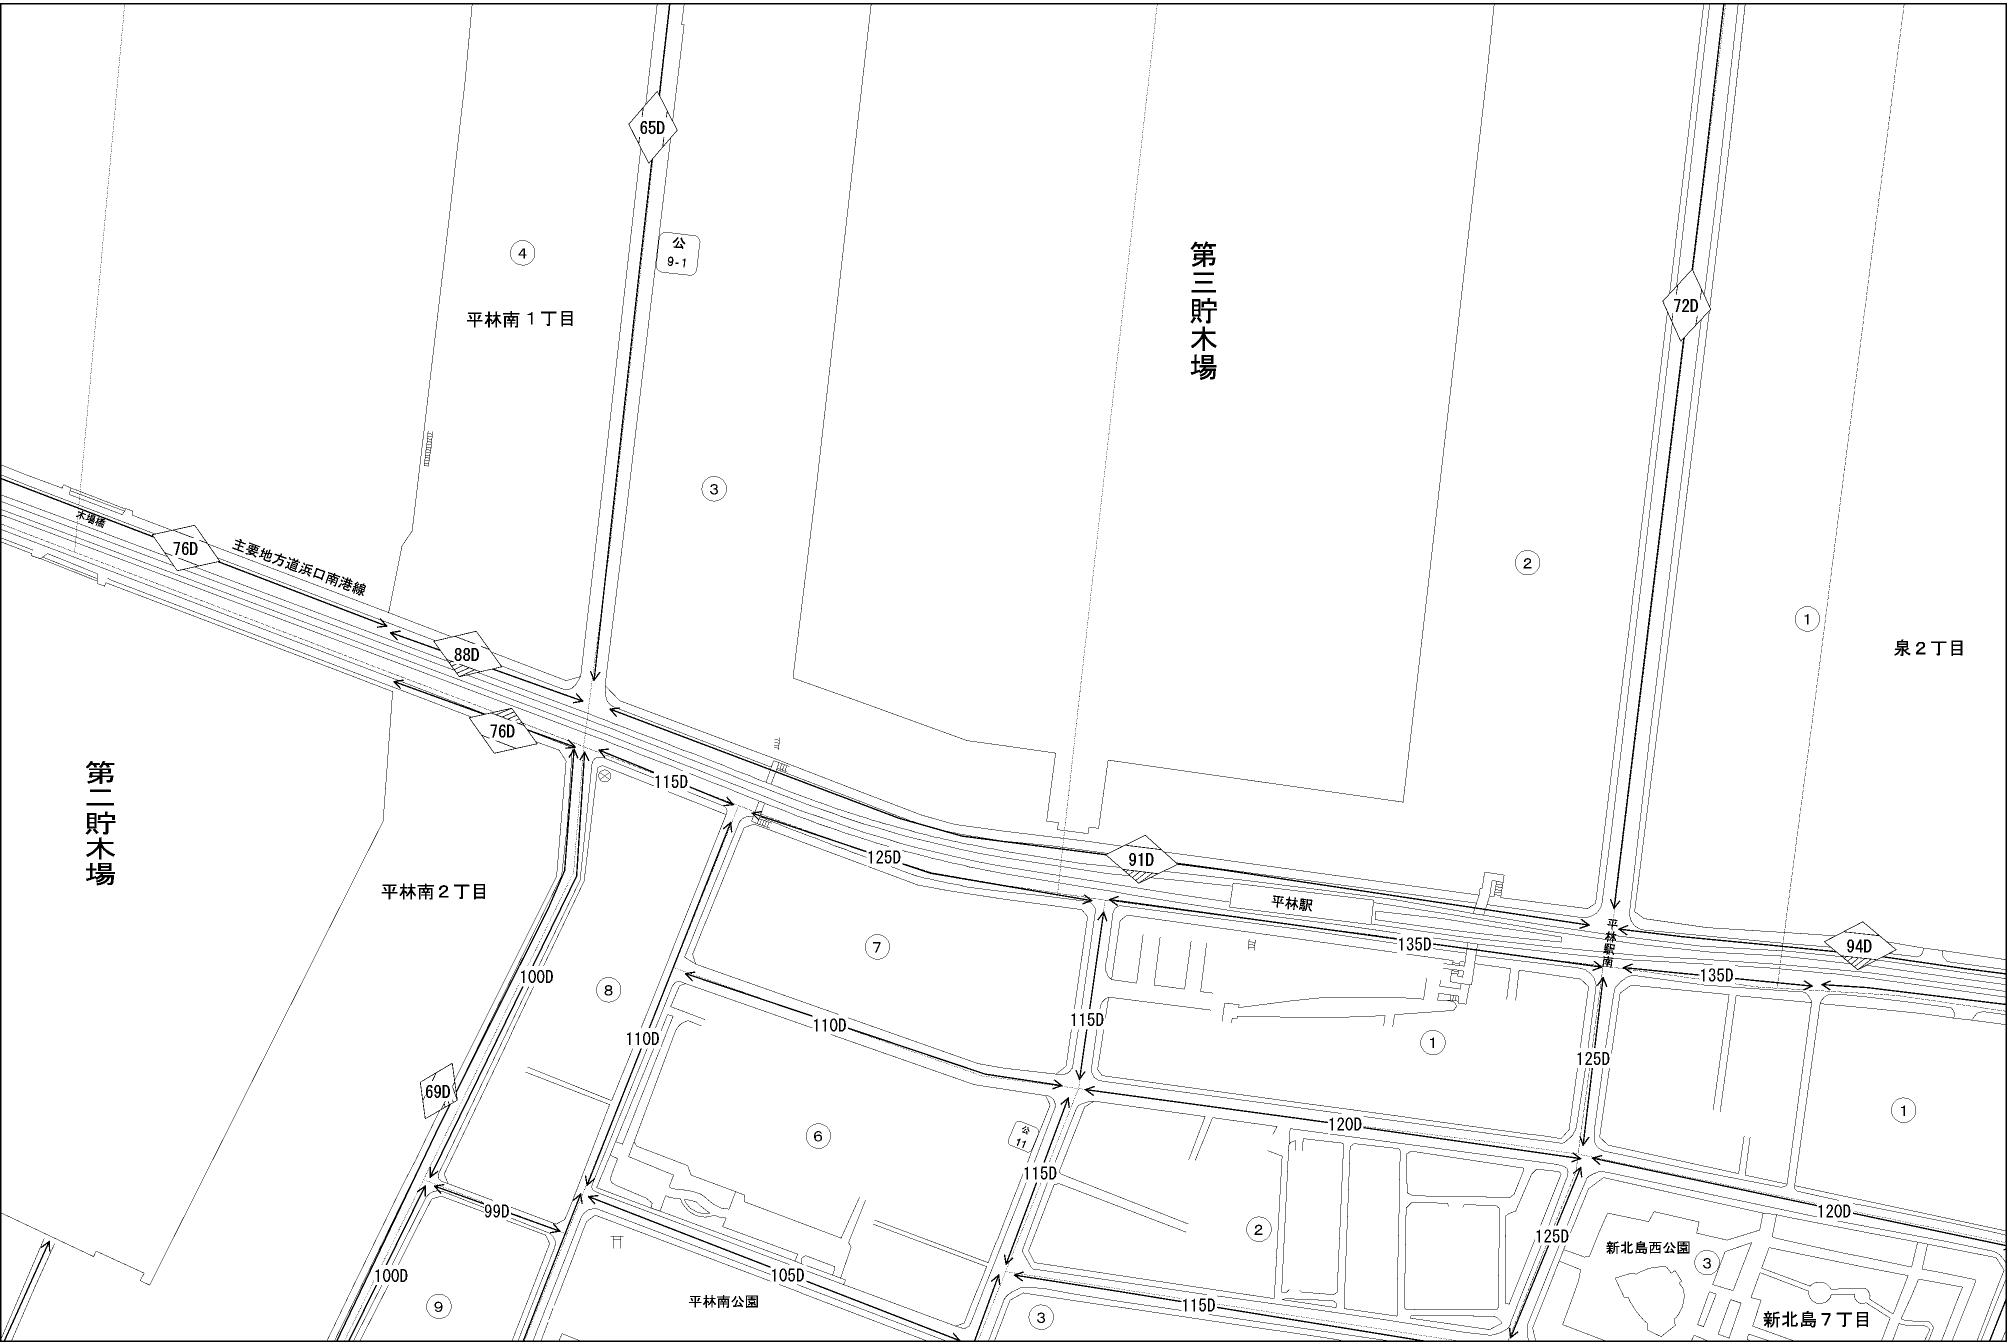 65D
公
9-1
④
平林南1丁目
第三貯木場
72D
③
②
①
泉2丁目
木場橋
76D
主要地方道浜口南港線
88D
76D
115D
第二貯木場
平林南2丁目
125D
91D
平林駅
平林駅南
94D
135D
135D
⑦
100D
⑧
110D
110D
115D
①
125D
①
69D
⑥
公
11
115D
120D
99D
②
125D
120D
新北島西公園
③
100D
105D
115D
⑨
平林南公園
③
新北島7丁目